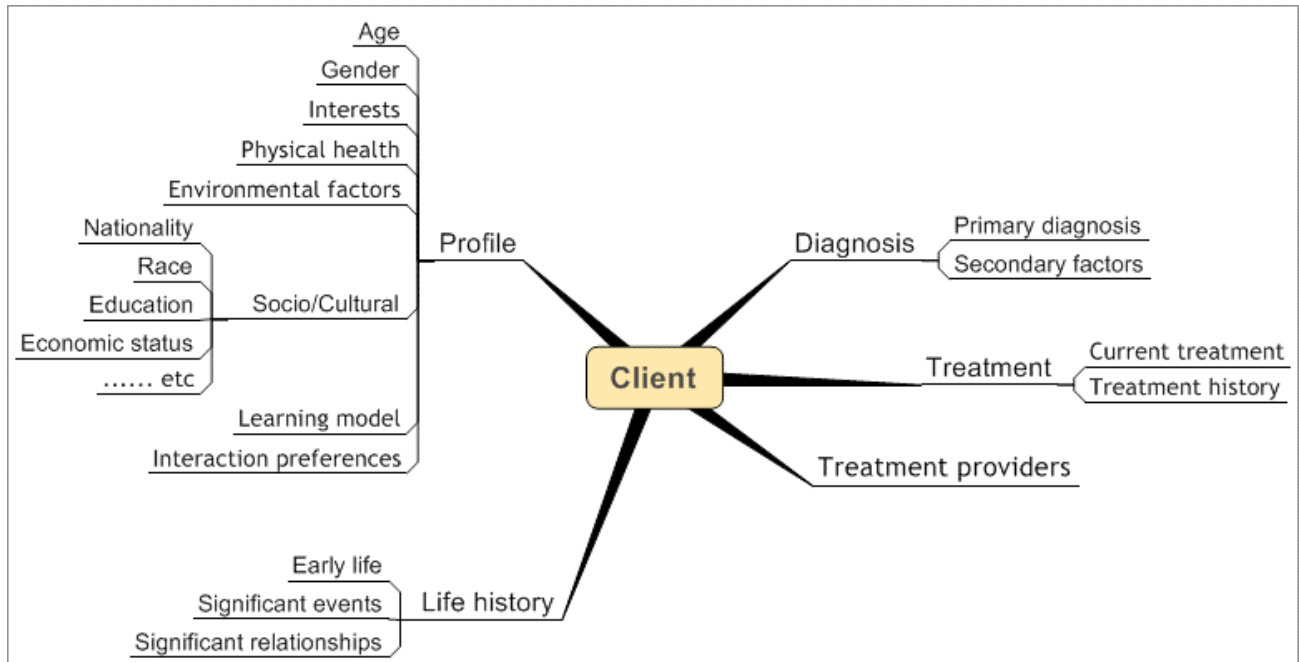 Age
Gender
Interests
Physical health
Environmental factors
Nationality
Race
Education
Economic status
...... etc
Socio/Cultural
Learning model
Interaction preferences
Profile
Early life
Significant events
Significant relationships
Life history
Client
Diagnosis
Primary diagnosis
Secondary factors
Treatment
Current treatment
Treatment history
Treatment providers